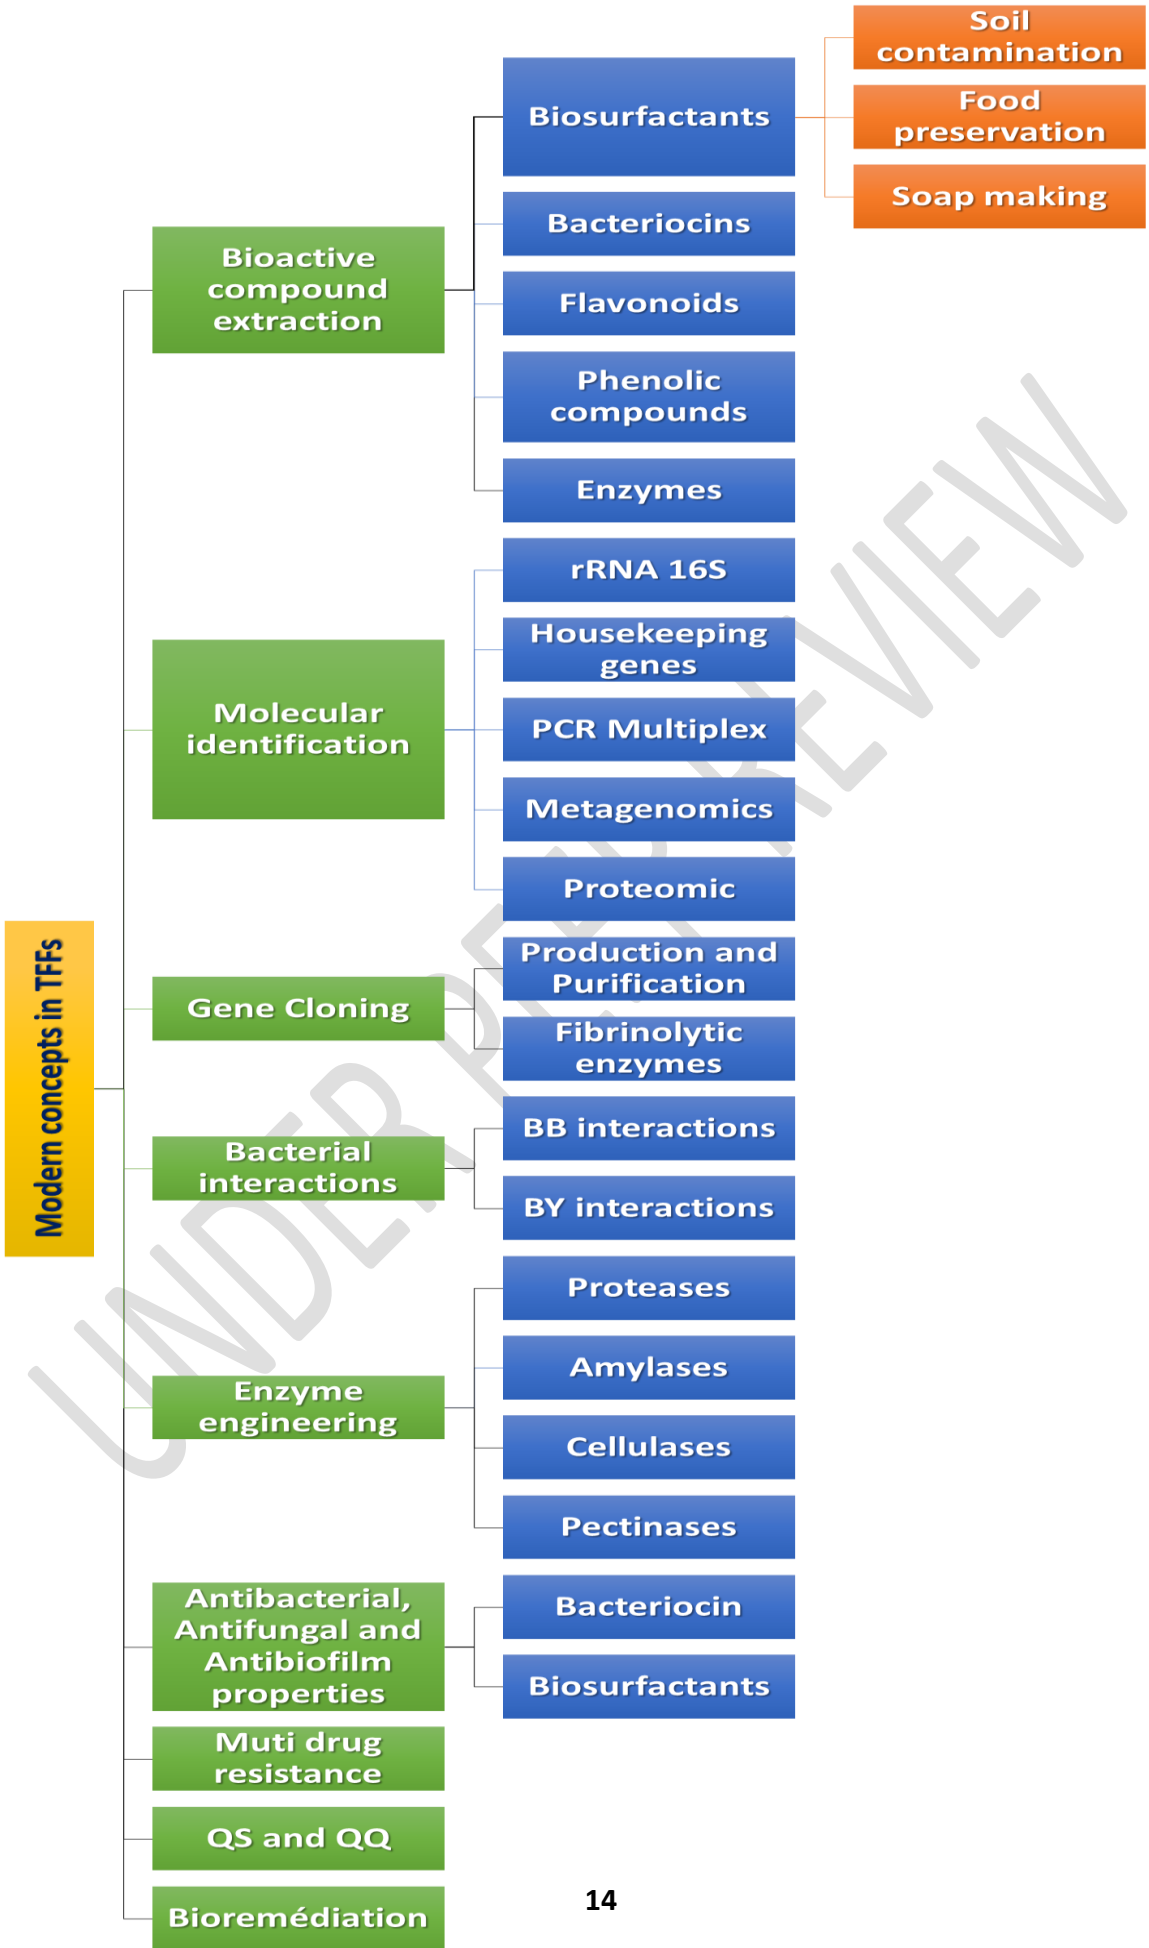 Modern concepts in TFFs
Bioactive
compound
extraction
Biosurfactants
Soil
contamination
Food
preservation
Soap making
Bacteriocins
Flavonoids
Phenolic
compounds
Enzymes
Molecular
identification
rRNA 16S
Housekeeping
genes
PCR Multiplex
Metagenomics
Proteomic
Gene Cloning
Production and
Purification
Fibrinolytic
enzymes
Bacterial
interactions
BB interactions
BY interactions
Enzyme
engineering
Proteases
Amylases
Cellulases
Pectinases
Antibacterial,
Antifungal and
Antibiofilm
properties
Bacteriocin
Biosurfactants
Muti drug
resistance
QS and QQ
Bioremédiation
14
UNDER PEER REVIEW